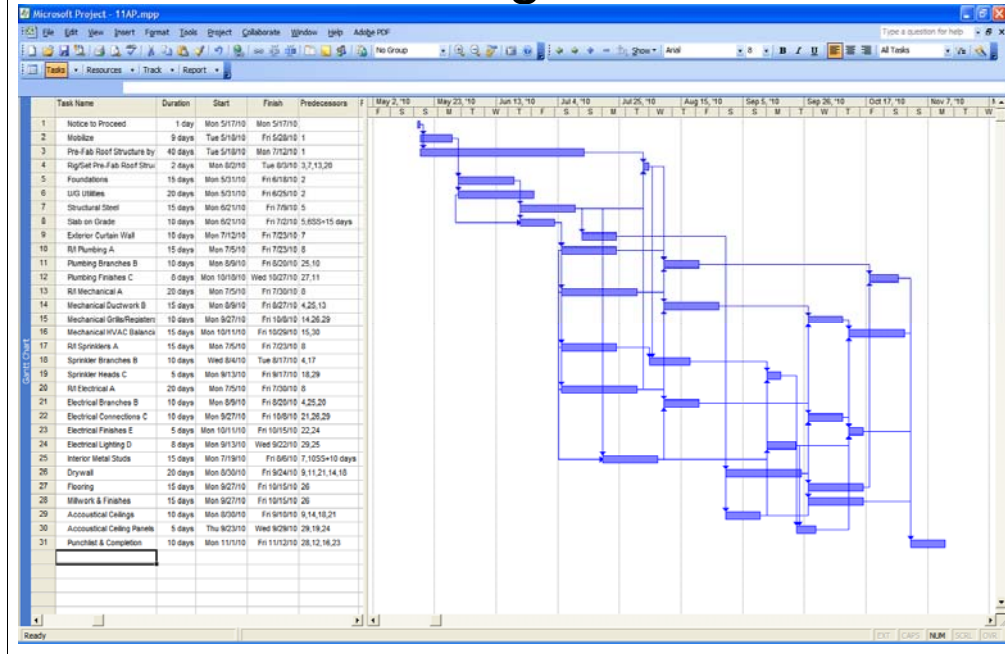 Microsoft Project - 11AP.mpp
File Edit View Insert Format Tools Project Collaborate Window Help Adobe PDF Type a question for help
No Group Show Arial 8 B I U All Tasks
Tasks Resources Track Report
Task Name Duration Start Finish Predecessors May 2, '10 May 23, '10 Jun 13, '10 Jul 4, '10 Jul 25, '10 Aug 15, '10 Sep 5, '10 Sep 26, '10 Oct 17, '10 Nov 7, '10
F S S M T W T F S S M T W T F S S M T W T F S S M T W
1 Notice to Proceed 1 day Mon 5/17/10 Mon 5/17/10
2 Mobilize 9 days Tue 5/18/10 Fri 5/28/10 1
3 Pre-Fab Roof Structure by 40 days Tue 5/18/10 Mon 7/12/10 1
4 Rig/Set Pre-Fab Roof Struc 2 days Mon 8/2/10 Tue 8/3/10 3,7,13,20
5 Foundations 15 days Mon 5/31/10 Fri 6/18/10 2
6 U/G Utilities 20 days Mon 5/31/10 Fri 6/25/10 2
7 Structural Steel 15 days Mon 6/21/10 Fri 7/9/10 5
8 Slab on Grade 10 days Mon 6/21/10 Fri 7/2/10 5,6SS+15 days
9 Exterior Curtain Wall 10 days Mon 7/12/10 Fri 7/23/10 7
10 R/I Plumbing A 15 days Mon 7/5/10 Fri 7/23/10 8
11 Plumbing Branches B 10 days Mon 8/9/10 Fri 8/20/10 25,10
12 Plumbing Finishes C 8 days Mon 10/18/10 Wed 10/27/10 27,11
13 R/I Mechanical A 20 days Mon 7/5/10 Fri 7/30/10 8
14 Mechanical Ductwork B 15 days Mon 8/9/10 Fri 8/27/10 4,25,13
15 Mechanical Grills/Registers 10 days Mon 9/27/10 Fri 10/8/10 14,26,29
16 Mechanical HVAC Balancin 15 days Mon 10/11/10 Fri 10/29/10 15,30
17 R/I Sprinklers A 15 days Mon 7/5/10 Fri 7/23/10 8
18 Sprinkler Branches B 10 days Wed 8/4/10 Tue 8/17/10 4,17
19 Sprinkler Heads C 5 days Mon 9/13/10 Fri 9/17/10 18,29
20 R/I Electrical A 20 days Mon 7/5/10 Fri 7/30/10 8
21 Electrical Branches B 10 days Mon 8/9/10 Fri 8/20/10 4,25,20
22 Electrical Connections C 10 days Mon 9/27/10 Fri 10/8/10 21,26,29
23 Electrical Finishes E 5 days Mon 10/11/10 Fri 10/15/10 22,24
24 Electrical Lighting D 8 days Mon 9/13/10 Wed 9/22/10 29,25
25 Interior Metal Studs 15 days Mon 7/19/10 Fri 8/6/10 7,10SS+10 days
26 Drywall 20 days Mon 8/30/10 Fri 9/24/10 9,11,21,14,18
27 Flooring 15 days Mon 9/27/10 Fri 10/15/10 26
28 Millwork & Finishes 15 days Mon 9/27/10 Fri 10/15/10 26
29 Accoustical Ceilings 10 days Mon 8/30/10 Fri 9/10/10 9,14,18,21
30 Accoustical Ceiling Panels 5 days Thu 9/23/10 Wed 9/29/10 29,19,24
31 Punchlist & Completion 10 days Mon 11/1/10 Fri 11/12/10 28,12,16,23
Gantt Chart
Ready EXT CAPS NUM SCRL OVR